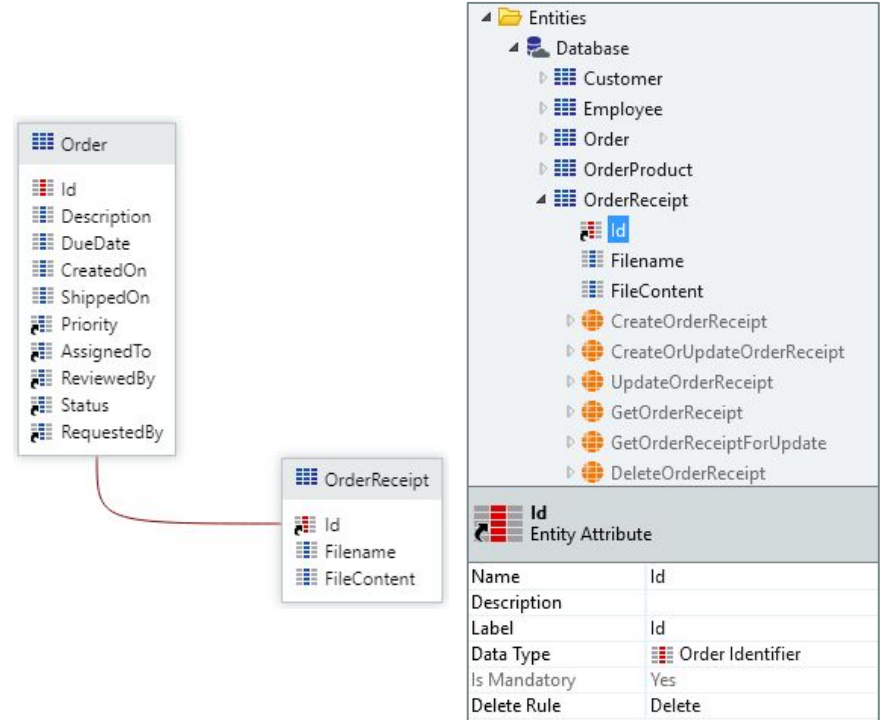 Order
Id
Description
DueDate
CreatedOn
ShippedOn
Priority
AssignedTo
ReviewedBy
Status
RequestedBy
OrderReceipt
Id
Filename
FileContent
Entities
Database
Customer
Employee
Order
OrderProduct
OrderReceipt
Id
Filename
FileContent
CreateOrderReceipt
CreateOrUpdateOrderReceipt
UpdateOrderReceipt
GetOrderReceipt
GetOrderReceiptForUpdate
DeleteOrderReceipt
Id
Entity Attribute
Name Id
Description
Label Id
Data Type Order Identifier
Is Mandatory Yes
Delete Rule Delete